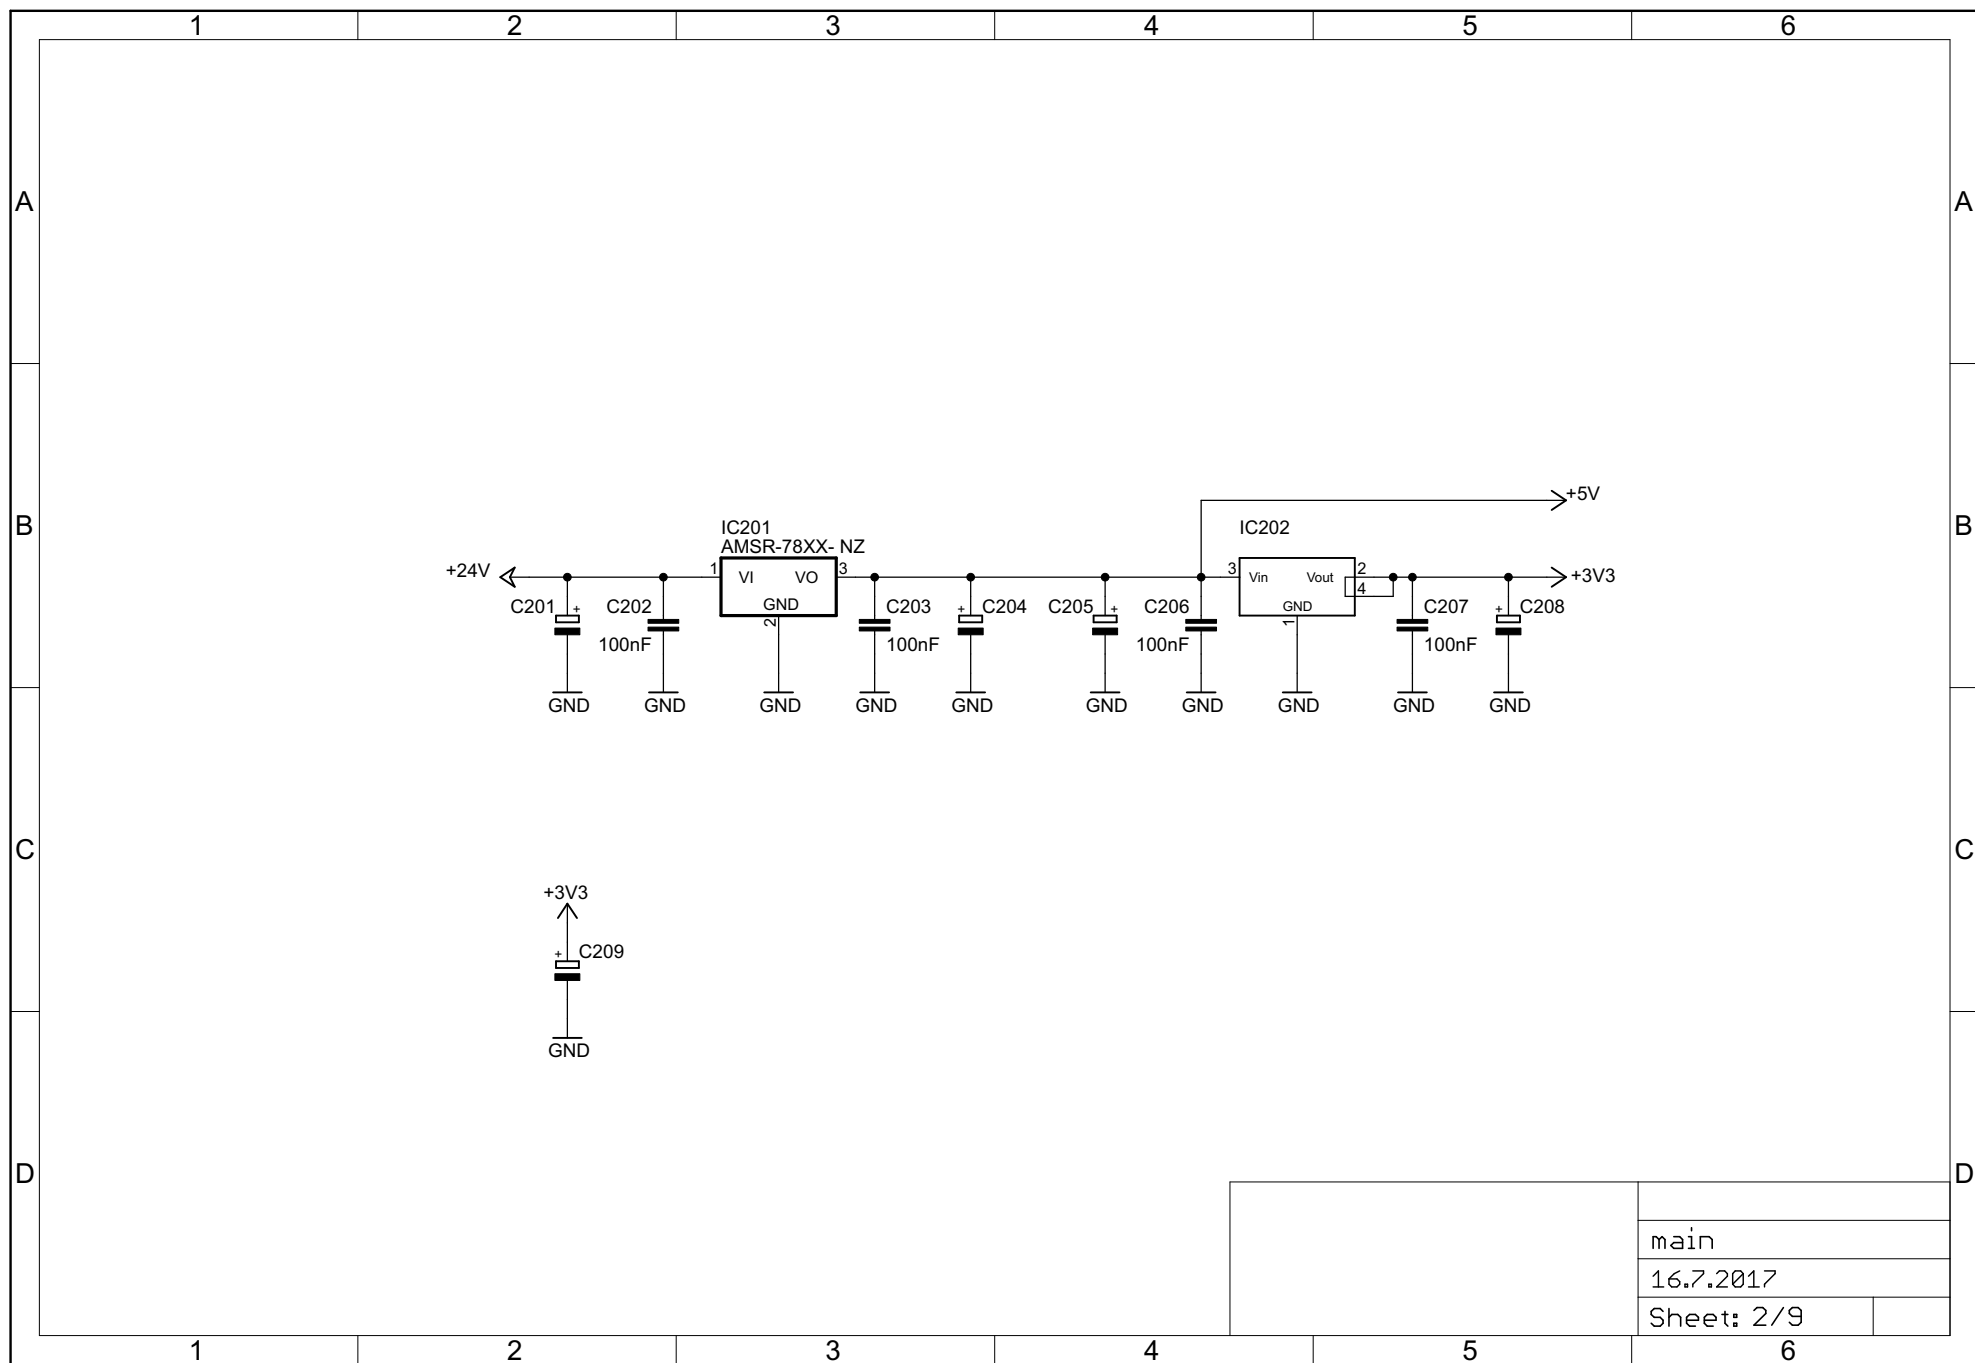 1 2 3 4 5 6
A A
+5V
B IC201 IC202 B
AMSR-78XX- NZ
+24V 1 VI VO 3 3 Vin Vout 2 +3V3
4
GND GND
C201 + C202 2 C203 + C204 C205 + C206 1 C207 + C208
100nF 100nF 100nF 100nF
GND GND GND GND GND GND GND GND GND GND
C C
+3V3
+ C209
GND
D D
main
16.7.2017
Sheet: 2/9
1 2 3 4 5 6